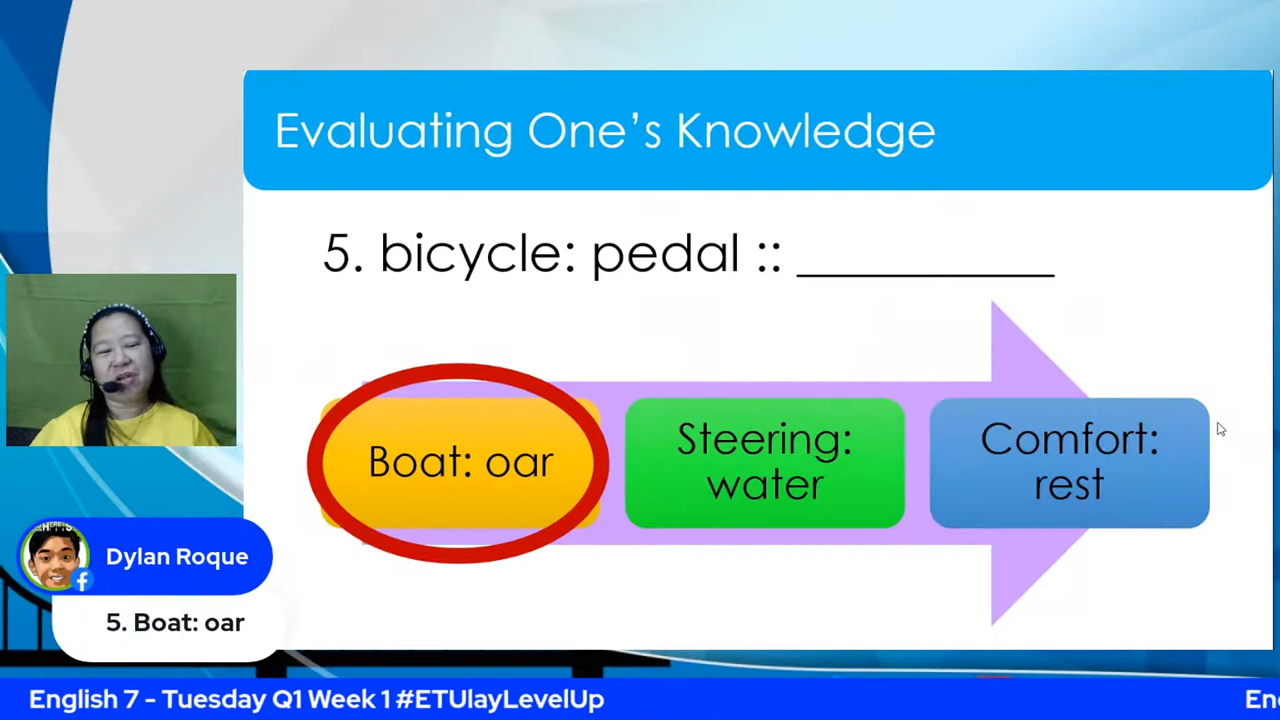 Evaluating One's Knowledge
5. bicycle: pedal :: __________
Boat: oar
Steering:
water
Comfort:
rest
Dylan Roque
5. Boat: oar
English 7 - Tuesday Q1 Week 1 #ETUlayLevelUp